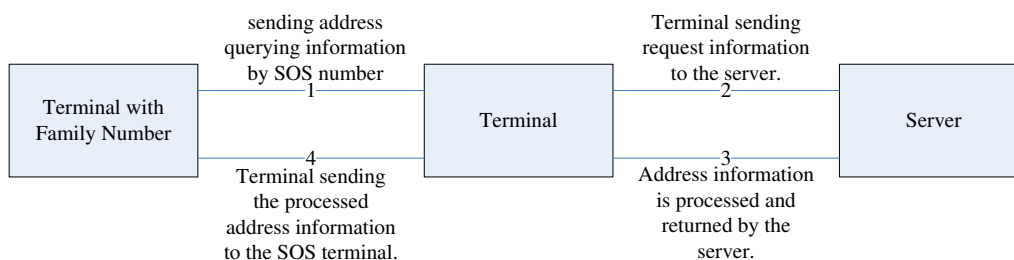 sending address
querying information
by SOS number
1
Terminal sending
request information
to the server.
2
Terminal with
Family Number
Terminal
Server
4
Terminal sending
the processed
address information
to the SOS terminal.
3
Address information
is processed and
returned by the
server.